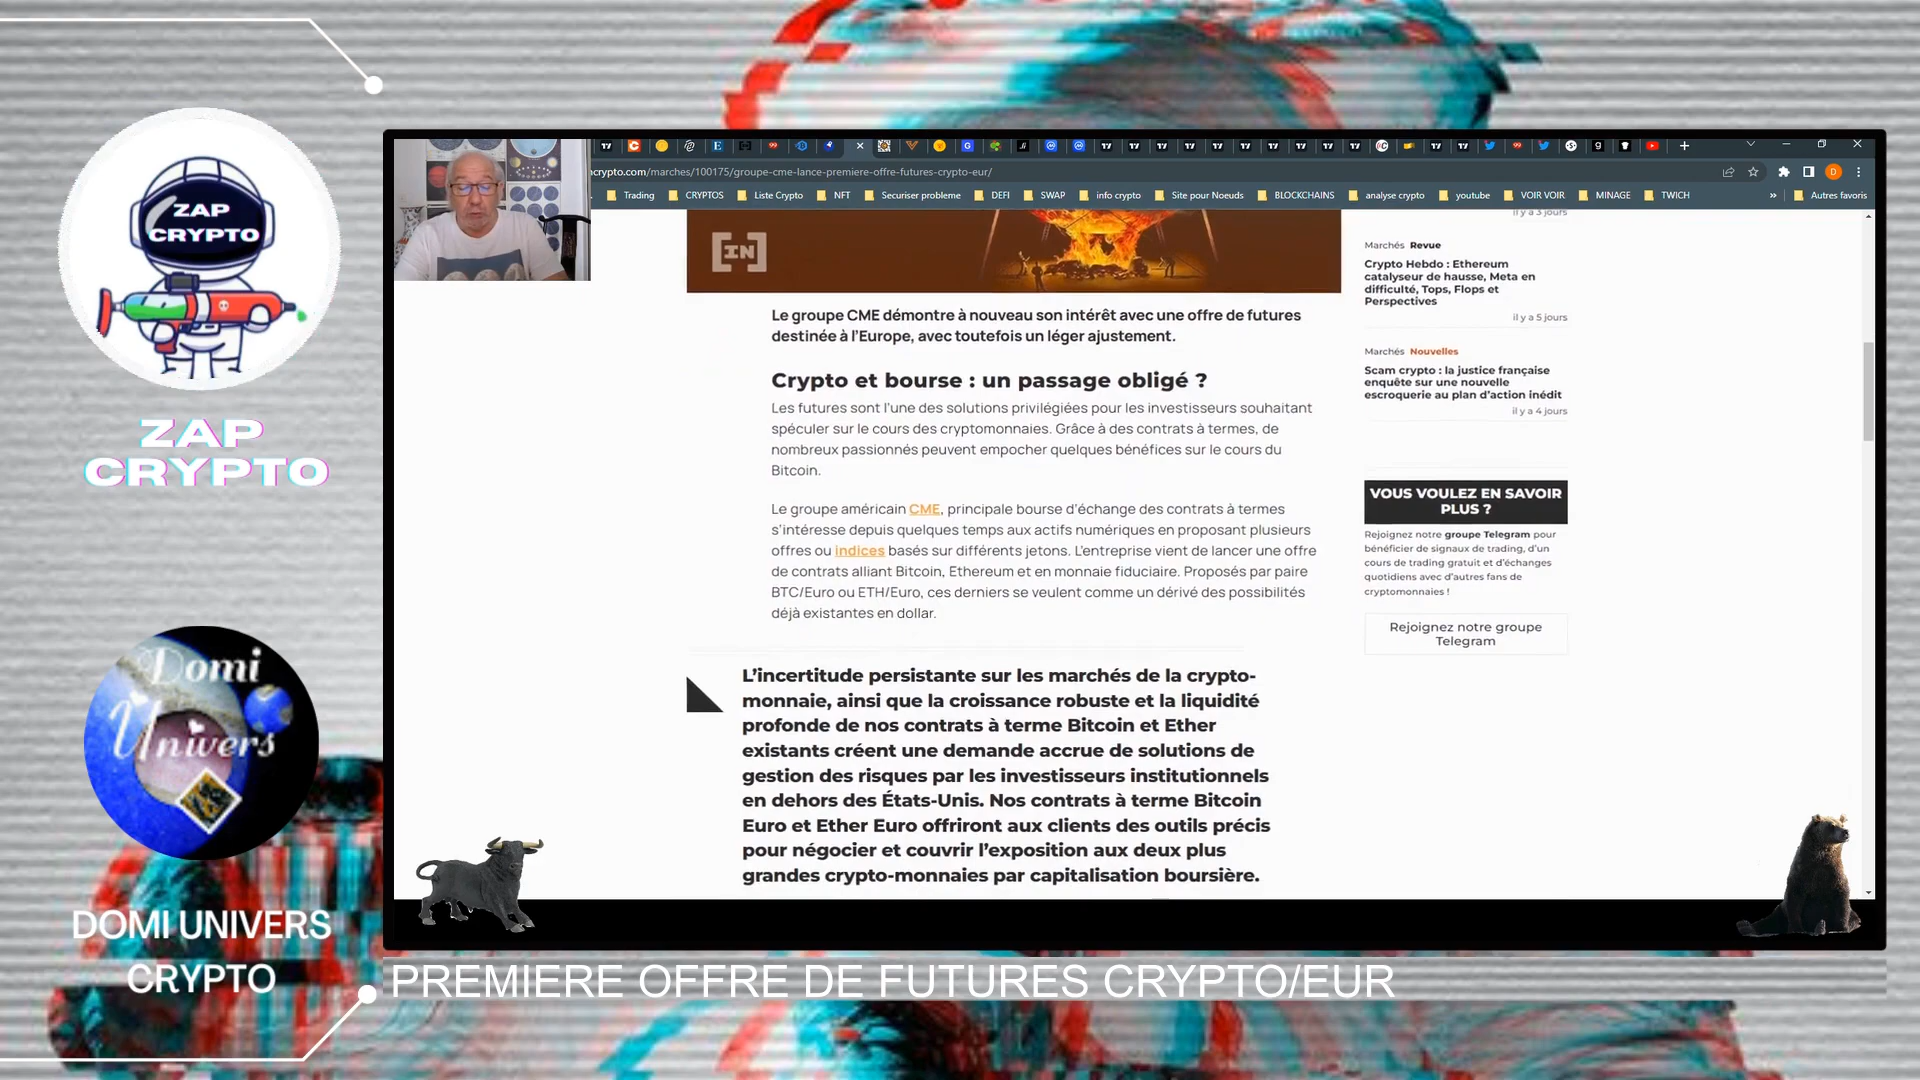 ZAP
CRYPTO
ZAP
CRYPTO
Domi
Univers
DOMI UNIVERS
CRYPTO
ncrypto.com/marches/100175/groupe-cme-lance-premiere-offre-futures-crypto-eur/
Trading
CRYPTOS
Liste Crypto
NFT
Securiser probleme
DEFI
SWAP
info crypto
Site pour Noeuds
BLOCKCHAINS
analyse crypto
youtube
VOIR VOIR
MINAGE
TWICH
»
Autres favoris
[IN]
Le groupe CME démontre à nouveau son intérêt avec une offre de futures
destinée à l’Europe, avec toutefois un léger ajustement.
Crypto et bourse : un passage obligé ?
Les futures sont l’une des solutions privilégiées pour les investisseurs souhaitant
spéculer sur le cours des cryptomonnaies. Grâce à des contrats à termes, de
nombreux passionnés peuvent empocher quelques bénéfices sur le cours du
Bitcoin.
Le groupe américain CME, principale bourse d’échange des contrats à termes
s’intéresse depuis quelques temps aux actifs numériques en proposant plusieurs
offres ou indices basés sur différents jetons. L’entreprise vient de lancer une offre
de contrats alliant Bitcoin, Ethereum et en monnaie fiduciaire. Proposés par paire
BTC/Euro ou ETH/Euro, ces derniers se veulent comme un dérivé des possibilités
déjà existantes en dollar.
L’incertitude persistante sur les marchés de la crypto-
monnaie, ainsi que la croissance robuste et la liquidité
profonde de nos contrats à terme Bitcoin et Ether
existants créent une demande accrue de solutions de
gestion des risques par les investisseurs institutionnels
en dehors des États-Unis. Nos contrats à terme Bitcoin
Euro et Ether Euro offriront aux clients des outils précis
pour négocier et couvrir l’exposition aux deux plus
grandes crypto-monnaies par capitalisation boursière.
il y a 3 jours
Marchés Revue
Crypto Hebdo : Ethereum
catalyseur de hausse, Meta en
difficulté, Tops, Flops et
Perspectives
il y a 5 jours
Marchés Nouvelles
Scam crypto : la justice française
enquête sur une nouvelle
escroquerie au plan d’action inédit
il y a 4 jours
VOUS VOULEZ EN SAVOIR
PLUS ?
Rejoignez notre groupe Telegram pour
bénéficier de signaux de trading, d’un
cours de trading gratuit et d’échanges
quotidiens avec d’autres fans de
cryptomonnaies !
Rejoignez notre groupe
Telegram
PREMIERE OFFRE DE FUTURES CRYPTO/EUR